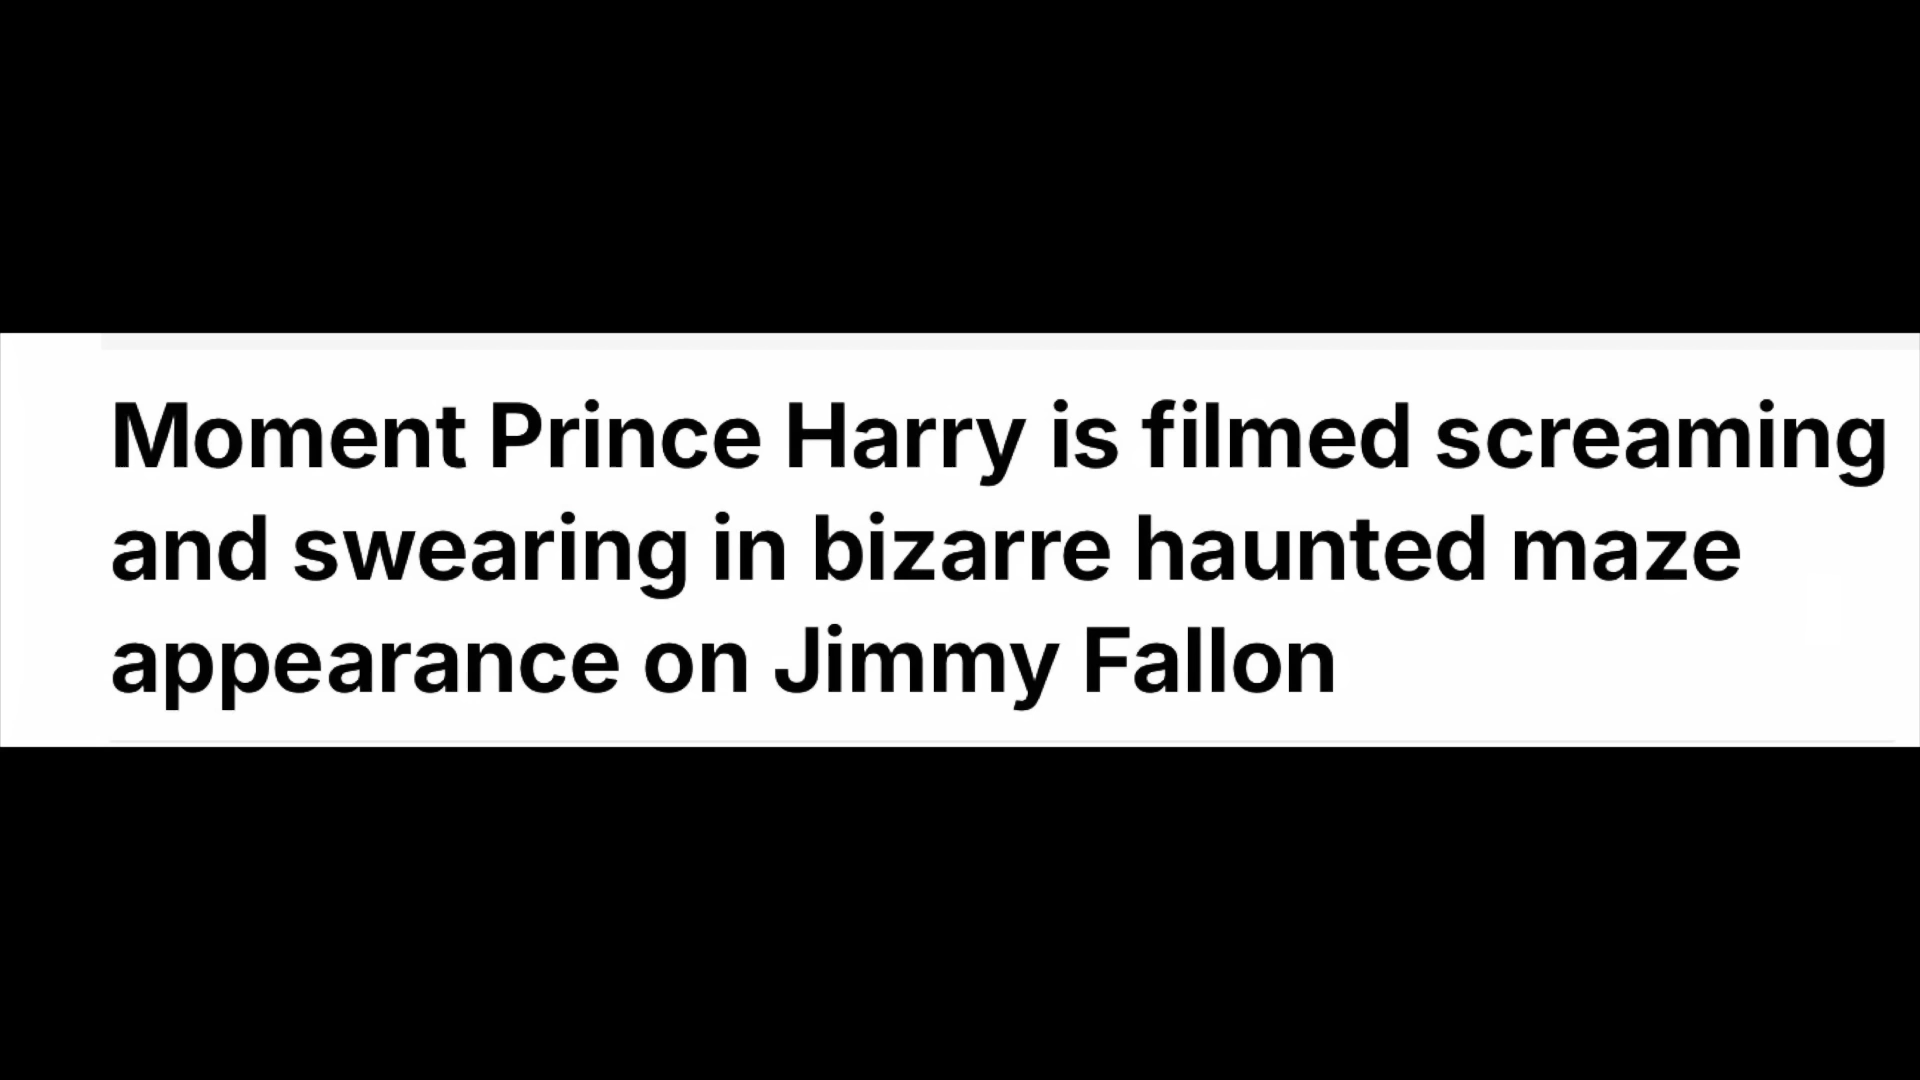 Moment Prince Harry is filmed screaming
and swearing in bizarre haunted maze
appearance on Jimmy Fallon